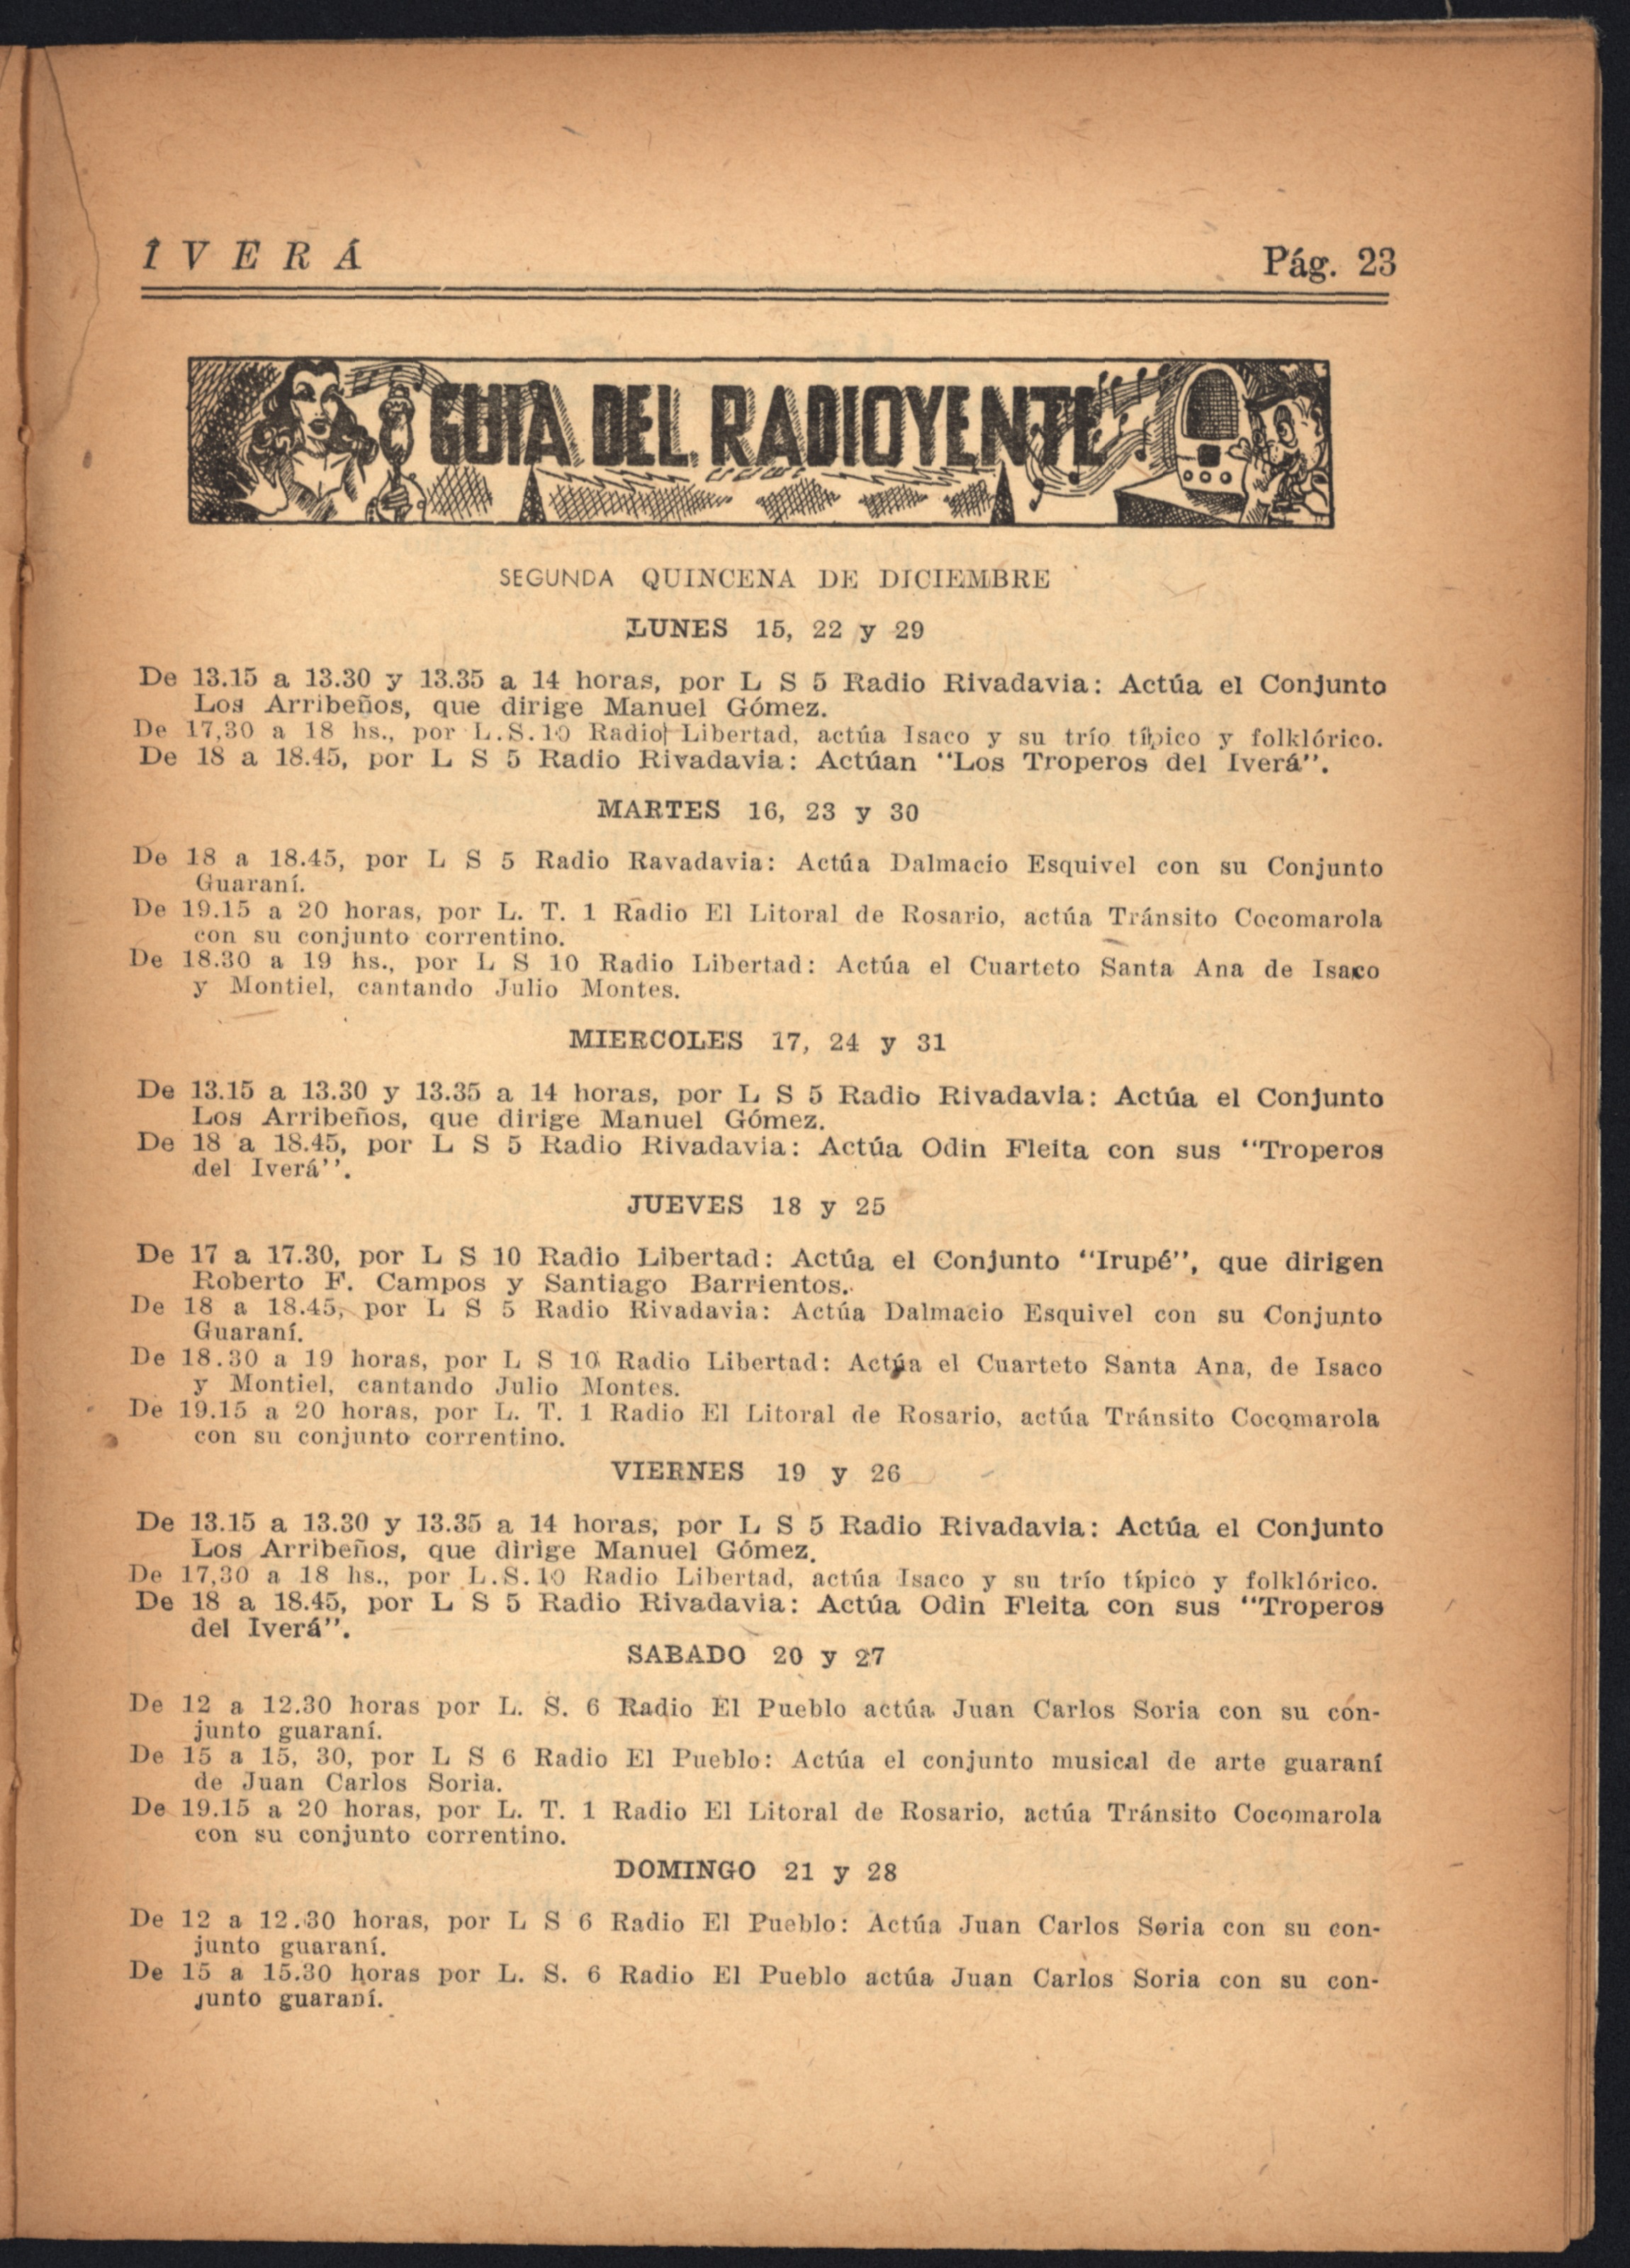 I V E R Á
Pág. 23
GUIA DEL RADIOYENTE
SEGUNDA QUINCENA DE DICIEMBRE
LUNES 15, 22 y 29
De 13.15 a 13.30 y 13.35 a 14 horas, por L S 5 Radio Rivadavia: Actúa el Conjunto
Los Arribeños, que dirige Manuel Gómez.
De 17,30 a 18 hs., por L.S.10 Radio Libertad, actúa Isaco y su trío típico y folklórico.
De 18 a 18.45, por L S 5 Radio Rivadavia: Actúan "Los Troperos del Iverá".
MARTES 16, 23 y 30
De 18 a 18.45, por L S 5 Radio Ravadavia: Actúa Dalmacio Esquivel con su Conjunto
Guaraní.
De 19.15 a 20 horas, por L. T. 1 Radio El Litoral de Rosario, actúa Tránsito Cocomarola
con su conjunto correntino.
De 18.30 a 19 hs., por L S 10 Radio Libertad: Actúa el Cuarteto Santa Ana de Isaco
y Montiel, cantando Julio Montes.
MIERCOLES 17, 24 y 31
De 13.15 a 13.30 y 13.35 a 14 horas, por L S 5 Radio Rivadavia: Actúa el Conjunto
Los Arribeños, que dirige Manuel Gómez.
De 18 a 18.45, por L S 5 Radio Rivadavia: Actúa Odin Fleita con sus "Troperos
del Iverá".
JUEVES 18 y 25
De 17 a 17.30, por L S 10 Radio Libertad: Actúa el Conjunto "Irupé", que dirigen
Roberto F. Campos y Santiago Barrientos.
De 18 a 18.45, por L S 5 Radio Rivadavia: Actúa Dalmacio Esquivel con su Conjunto
Guaraní.
De 18.30 a 19 horas, por L S 10 Radio Libertad: Actúa el Cuarteto Santa Ana, de Isaco
y Montiel, cantando Julio Montes.
De 19.15 a 20 horas, por L. T. 1 Radio El Litoral de Rosario, actúa Tránsito Cocomarola
con su conjunto correntino.
VIERNES 19 y 26
De 13.15 a 13.30 y 13.35 a 14 horas, por L S 5 Radio Rivadavia: Actúa el Conjunto
Los Arribeños, que dirige Manuel Gómez.
De 17,30 a 18 hs., por L.S.10 Radio Libertad, actúa Isaco y su trío típico y folklórico.
De 18 a 18.45, por L S 5 Radio Rivadavia: Actúa Odin Fleita con sus "Troperos
del Iverá".
SABADO 20 y 27
De 12 a 12.30 horas por L. S. 6 Radio El Pueblo actúa Juan Carlos Soria con su con-
junto guaraní.
De 15 a 15, 30, por L S 6 Radio El Pueblo: Actúa el conjunto musical de arte guaraní
de Juan Carlos Soria.
De 19.15 a 20 horas, por L. T. 1 Radio El Litoral de Rosario, actúa Tránsito Cocomarola
con su conjunto correntino.
DOMINGO 21 y 28
De 12 a 12.30 horas, por L S 6 Radio El Pueblo: Actúa Juan Carlos Soria con su con-
junto guaraní.
De 15 a 15.30 horas por L. S. 6 Radio El Pueblo actúa Juan Carlos Soria con su con-
junto guaraní.